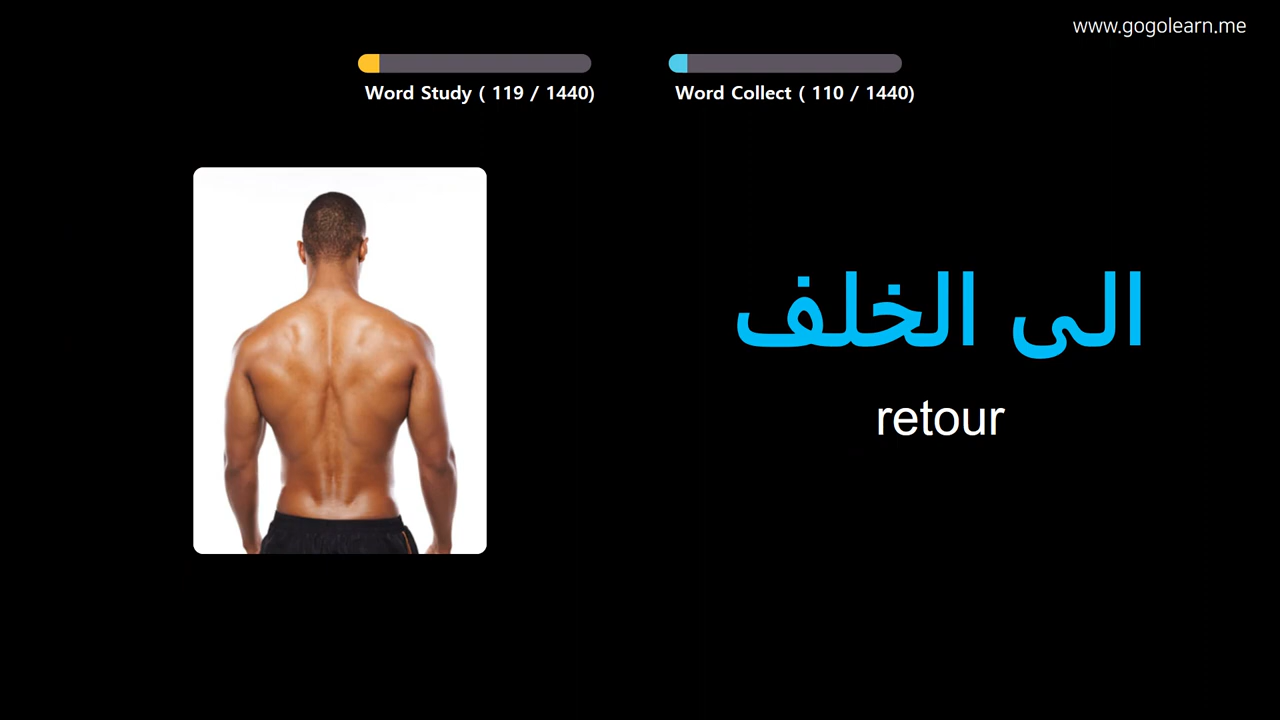 www.gogolearn.me
Word Study ( 119 / 1440)
Word Collect ( 110 / 1440)
الى الخلف
retour